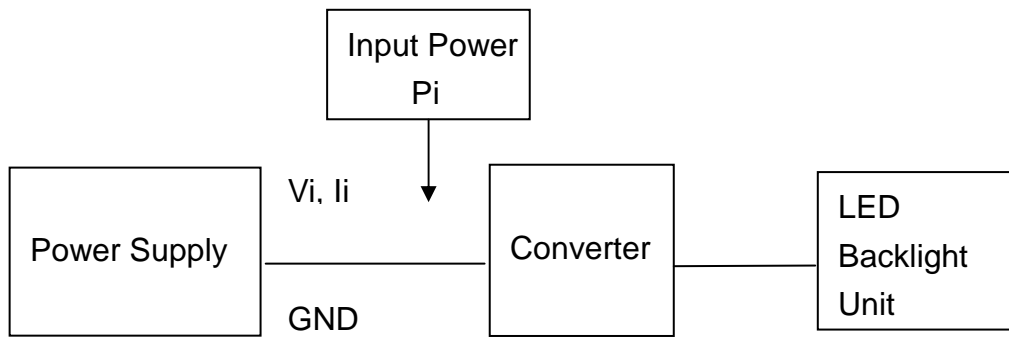 Input Power
Pi
Vi, Ii
Power Supply
GND
Converter
LED
Backlight
Unit